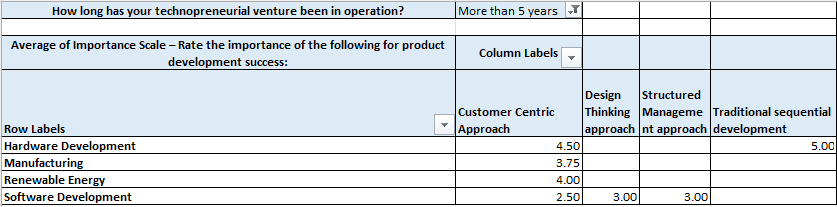 How long has your technopreneurial venture been in operation? More than 5 years
Average of Importance Scale – Rate the importance of the following for product
development success:
Column Labels
Row Labels
Customer Centric
Approach
Design
Thinking
approach
Structured
Manageme
nt approach
Traditional sequential
development
Hardware Development 4.50 5.00
Manufacturing 3.75
Renewable Energy 4.00
Software Development 2.50 3.00 3.00